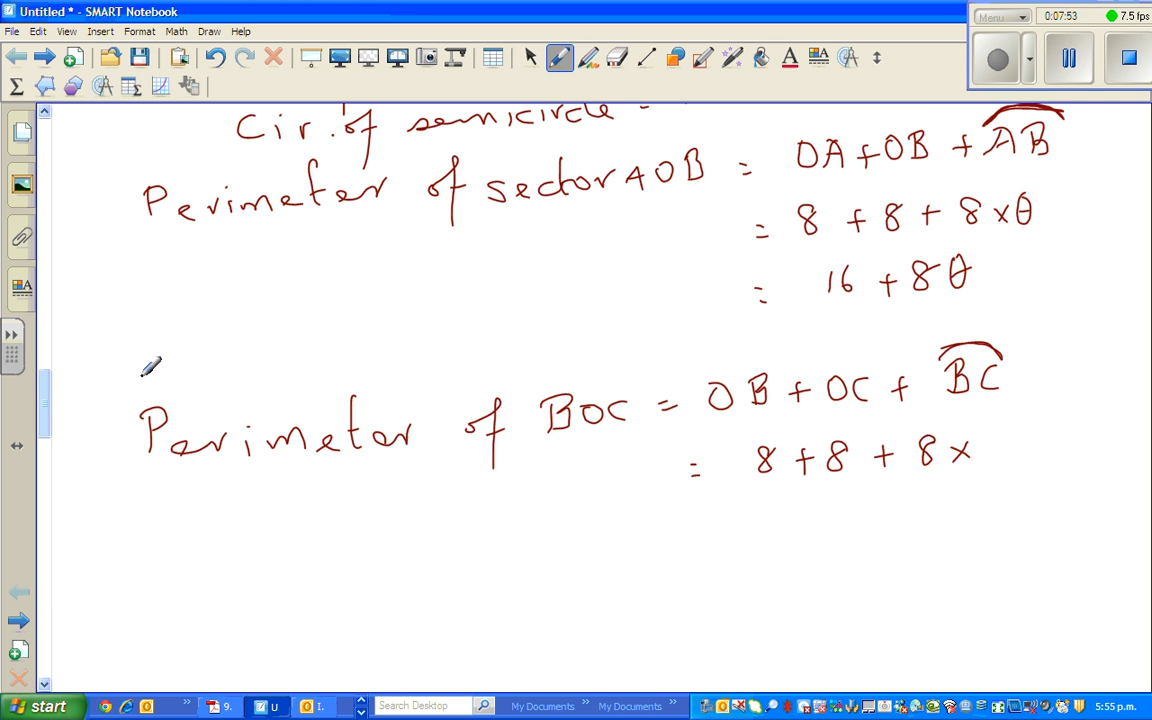 Untitled * - SMART Notebook
Menu
0:07:53
7.5 fps
File Edit View Insert Format Math Draw Help
Cir. of semicircle =
Perimeter of sector AOB = OA + OB + AB
= 8 + 8 + 8 × θ
= 16 + 8θ
Perimeter of BOC = OB + OC + BC
= 8 + 8 + 8 ×
start
9.
U
I.
Search Desktop
My Documents
My Documents
5:55 p.m.